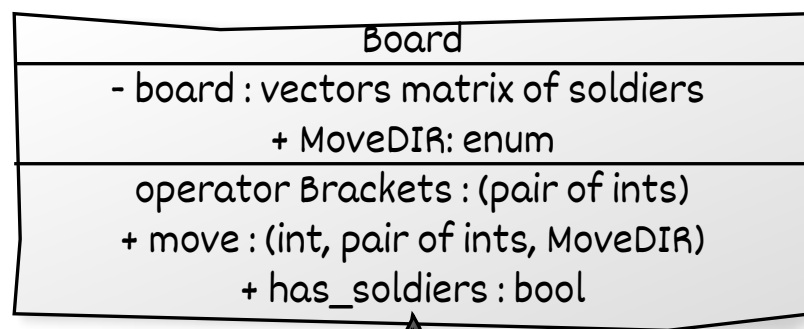 Board
- board : vectors matrix of soldiers
+ MoveDIR: enum
operator Brackets : (pair of ints)
+ move : (int, pair of ints, MoveDIR)
+ has_soldiers : bool